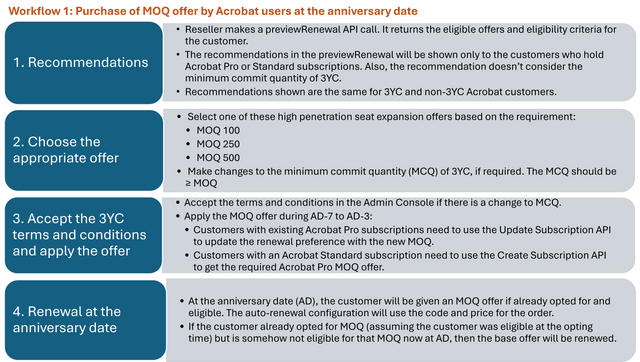 Workflow 1: Purchase of MOQ offer by Acrobat users at the anniversary date
1. Recommendations
• Reseller makes a previewRenewal API call. It returns the eligible offers and eligibility criteria for
the customer.
• The recommendations in the previewRenewal will be shown only to the customers who hold
Acrobat Pro or Standard subscriptions. Also, the recommendation doesn't consider the
minimum commit quantity of 3YC.
• Recommendations shown are the same for 3YC and non-3YC Acrobat customers.
2. Choose the
appropriate offer
• Select one of these high penetration seat expansion offers based on the requirement:
• MOQ 100
• MOQ 250
• MOQ 500
• Make changes to the minimum commit quantity (MCQ) of 3YC, if required. The MCQ should be
≥ MOQ
3. Accept the 3YC
terms and conditions
and apply the offer
• Accept the terms and conditions in the Admin Console if there is a change to MCQ.
• Apply the MOQ offer during AD-7 to AD-3:
• Customers with existing Acrobat Pro subscriptions need to use the Update Subscription API
to update the renewal preference with the new MOQ.
• Customers with an Acrobat Standard subscription need to use the Create Subscription API
to get the required Acrobat Pro MOQ offer.
4. Renewal at the
anniversary date
• At the anniversary date (AD), the customer will be given an MOQ offer if already opted for and
eligible. The auto-renewal configuration will use the code and price for the order.
• If the customer already opted for MOQ (assuming the customer was eligible at the opting
time) but is somehow not eligible for that MOQ now at AD, then the base offer will be renewed.